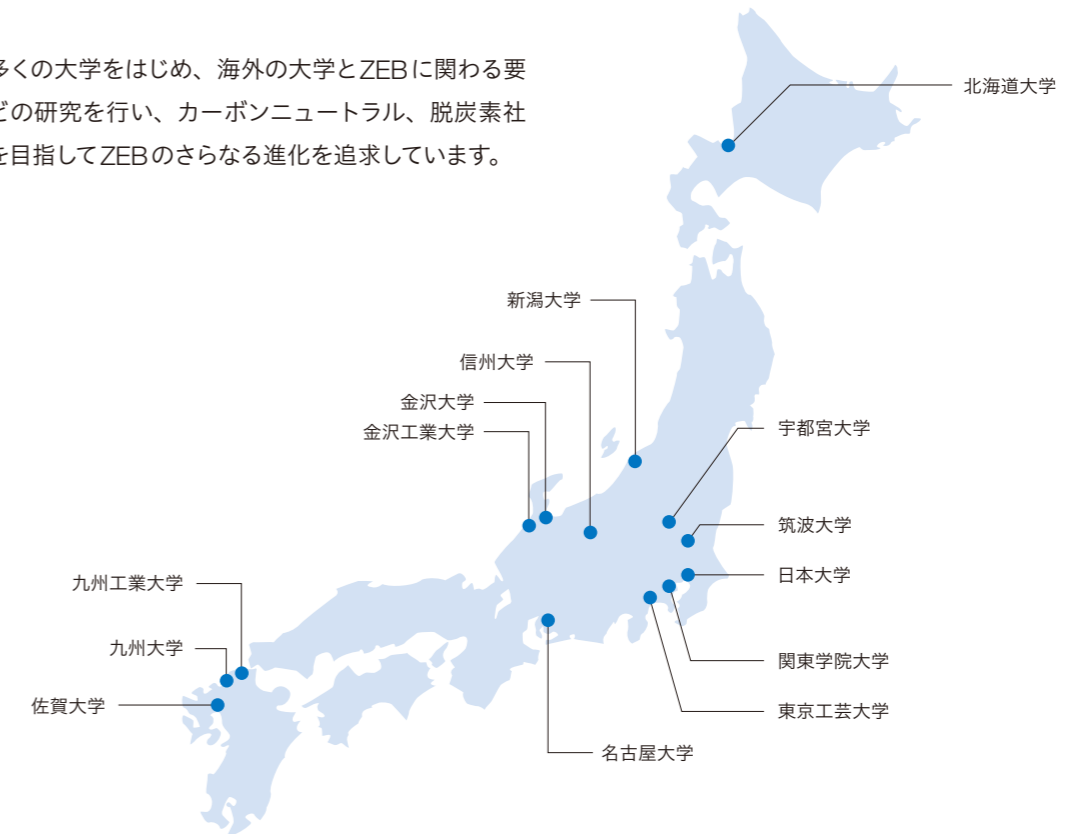 多くの大学をはじめ、海外の大学とZEBに関わる要
どの研究を行い、カーボンニュートラル、脱炭素社
を目指してZEBのさらなる進化を追求しています。
北海道大学
新潟大学
信州大学
金沢大学
金沢工業大学
宇都宮大学
筑波大学
日本大学
九州工業大学
九州大学
佐賀大学
関東学院大学
東京工芸大学
名古屋大学